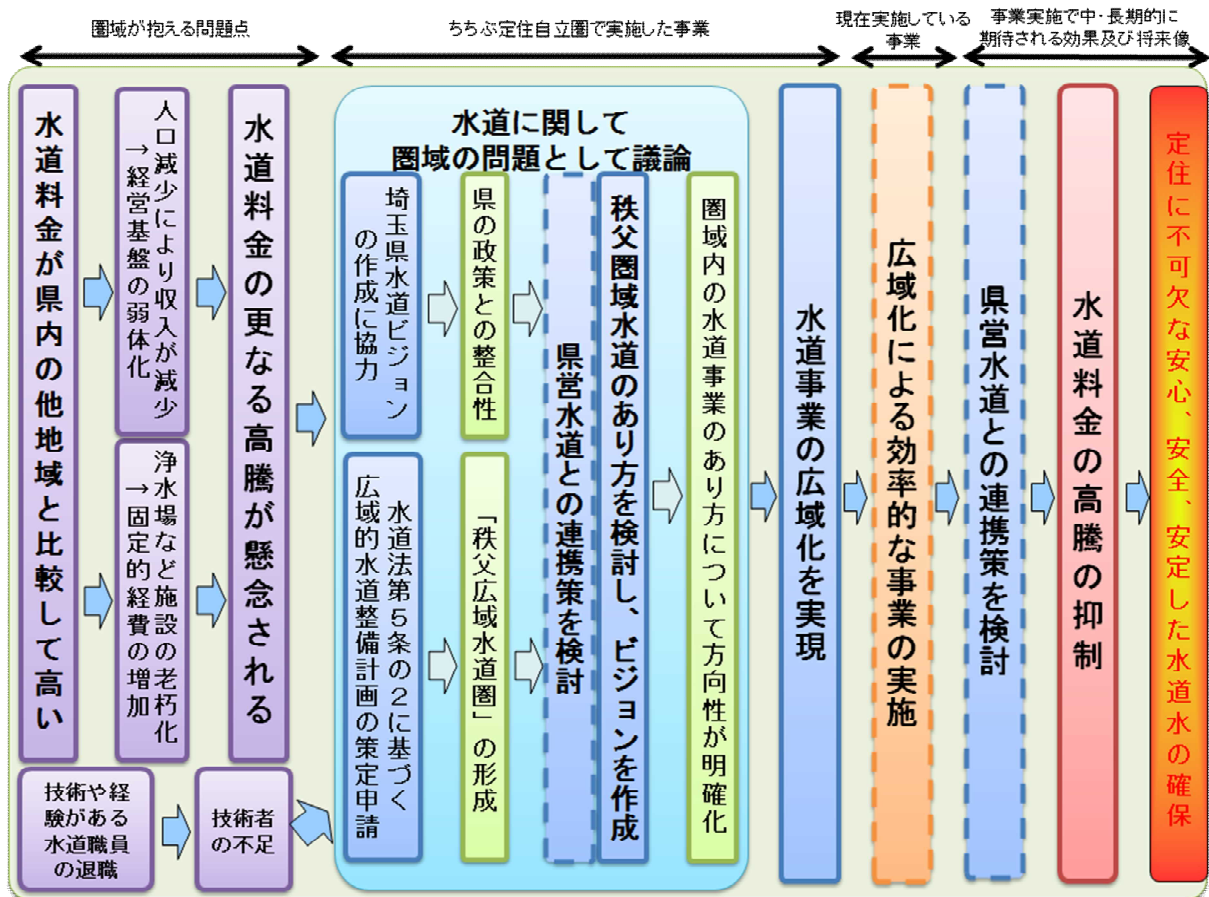 圏域が抱える問題点
ちちぶ定住自立圏で実施した事業
現在実施している
事業
事業実施で中・長期的に
期待される効果及び将来像
水道料金が県内の他地域と比較して高い
人口減少により収入が減少
→経営基盤の弱体化
浄水場など施設の老朽化
→固定的経費の増加
水道料金の更なる高騰が懸念される
技術や経
験がある
水道職員
の退職
技術者
の不足
水道に関して
圏域の問題として議論
埼玉県水道ビジョン
の作成に協力
水道法第5条の2に基づく
広域的水道整備計画の策定申請
県の政策との整合性
「秩父広域水道圏」の形成
県営水道との連携策を検討
秩父圏域水道のあり方を検討し、ビジョンを作成
圏域内の水道事業のあり方について方向性が明確化
水道事業の広域化を実現
広域化による効率的な事業の実施
県営水道との連携策を検討
水道料金の高騰の抑制
定住に不可欠な安心、安全、安定した水道水の確保